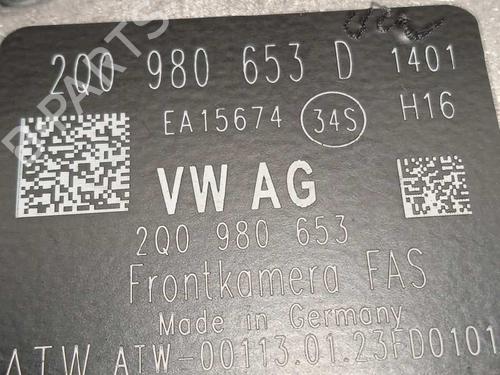 2Q0 980 653 D 1401
EA15674 34S H16
VW AG
2Q0 980 653
Frontkamera FAS
Made in Germany
ATW ATW-00113.01.23FD0101
B-PARTS